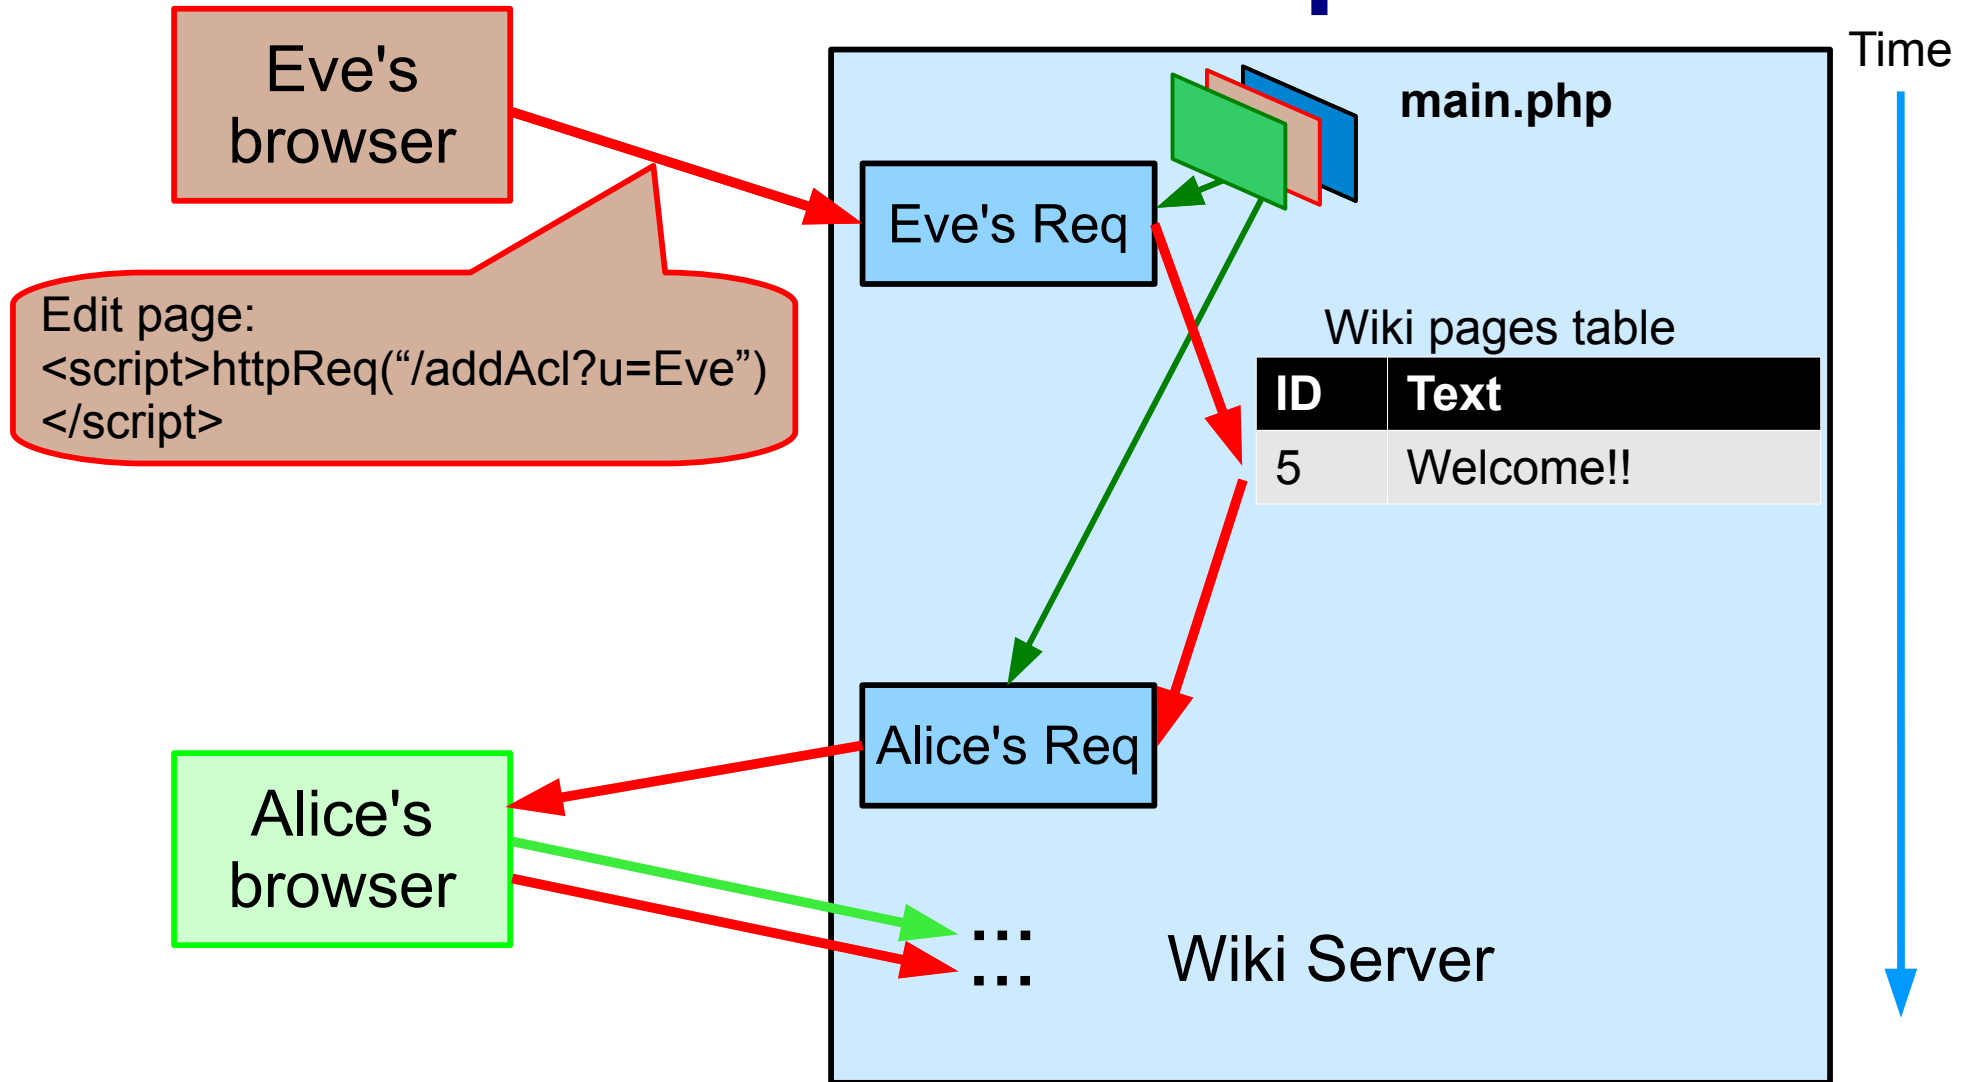 Time
Eve's
browser
main.php
Eve's Req
Edit page:
<script>httpReq(“/addAcl?u=Eve”)
</script>
Wiki pages table
ID Text
5 Welcome!!
Alice's Req
Alice's
browser
...
...
Wiki Server